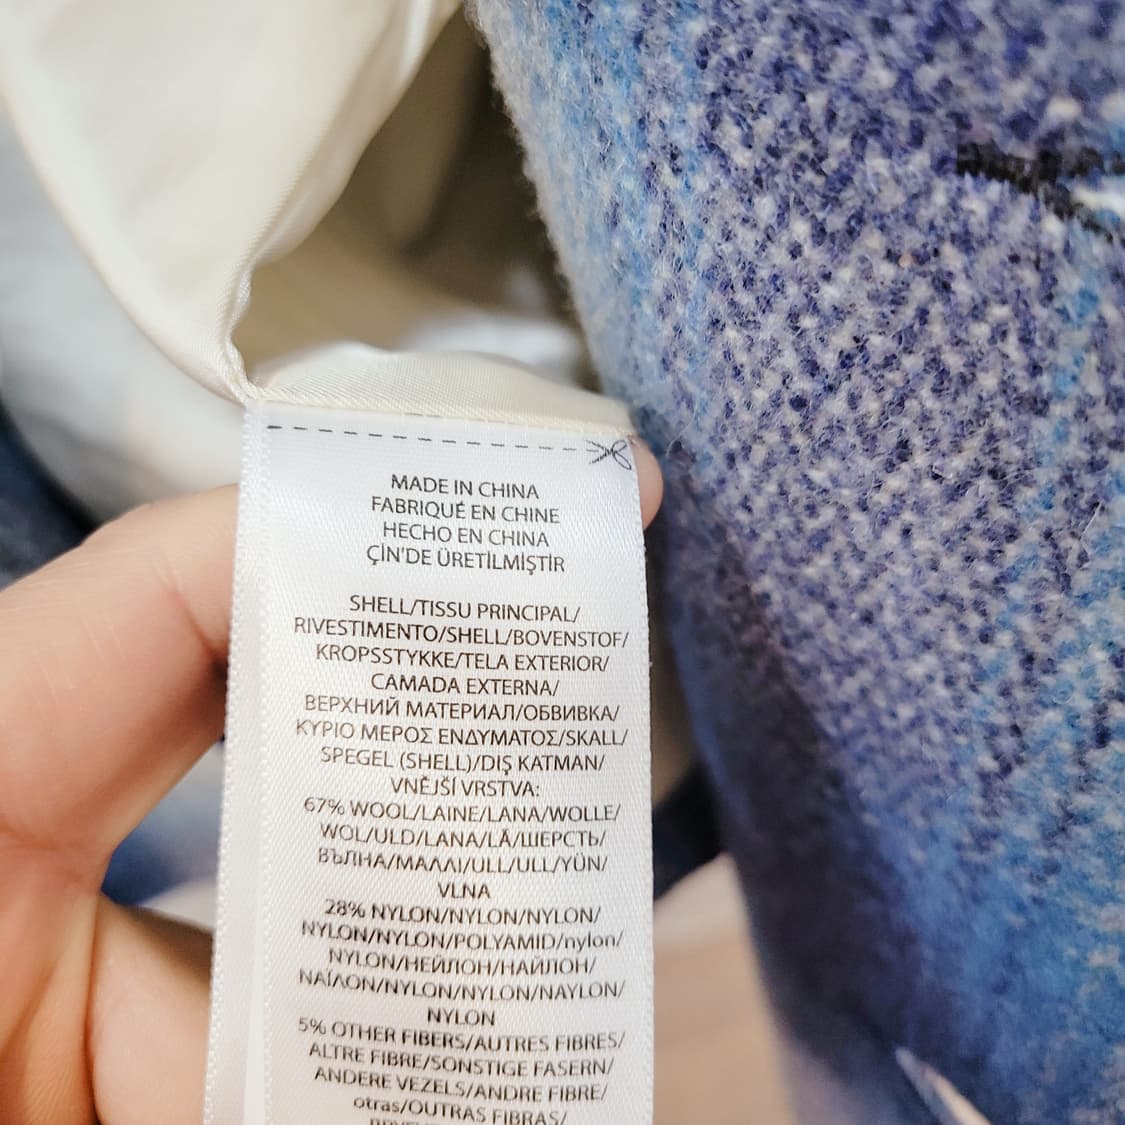 MADE IN CHINA
FABRIQUÉ EN CHINE
HECHO EN CHINA
ÇİN'DE ÜRETİLMİŞTİR
SHELL/TISSU PRINCIPAL/
RIVESTIMENTO/SHELL/BOVENSTOF/
KROPSSTYKKE/TELA EXTERIOR/
CAMADA EXTERNA/
ВЕРХНИЙ МАТЕРИАЛ/ОБВИВКА/
ΚΥΡΙΟ ΜΕΡΟΣ ΕΝΔΥΜΑΤΟΣ/SKALL/
SPEGEL (SHELL)/DIŞ KATMAN/
VNĚJŠÍ VRSTVA:
67% WOOL/LAINE/LANA/WOLLE/
WOL/ULD/LANA/LÃ/ШЕРСТЬ/
ВЪЛНА/ΜΑΛΛΙ/ULL/ULL/YÜN/
VLNA
28% NYLON/NYLON/NYLON/
NYLON/NYLON/POLYAMID/nylon/
NYLON/НЕЙЛОН/НАЙЛОН/
ΝΑΪΛΟΝ/NYLON/NYLON/NAYLON/
NYLON
5% OTHER FIBERS/AUTRES FIBRES/
ALTRE FIBRE/SONSTIGE FASERN/
ANDERE VEZELS/ANDRE FIBRE/
otras/OUTRAS FIBRAS/